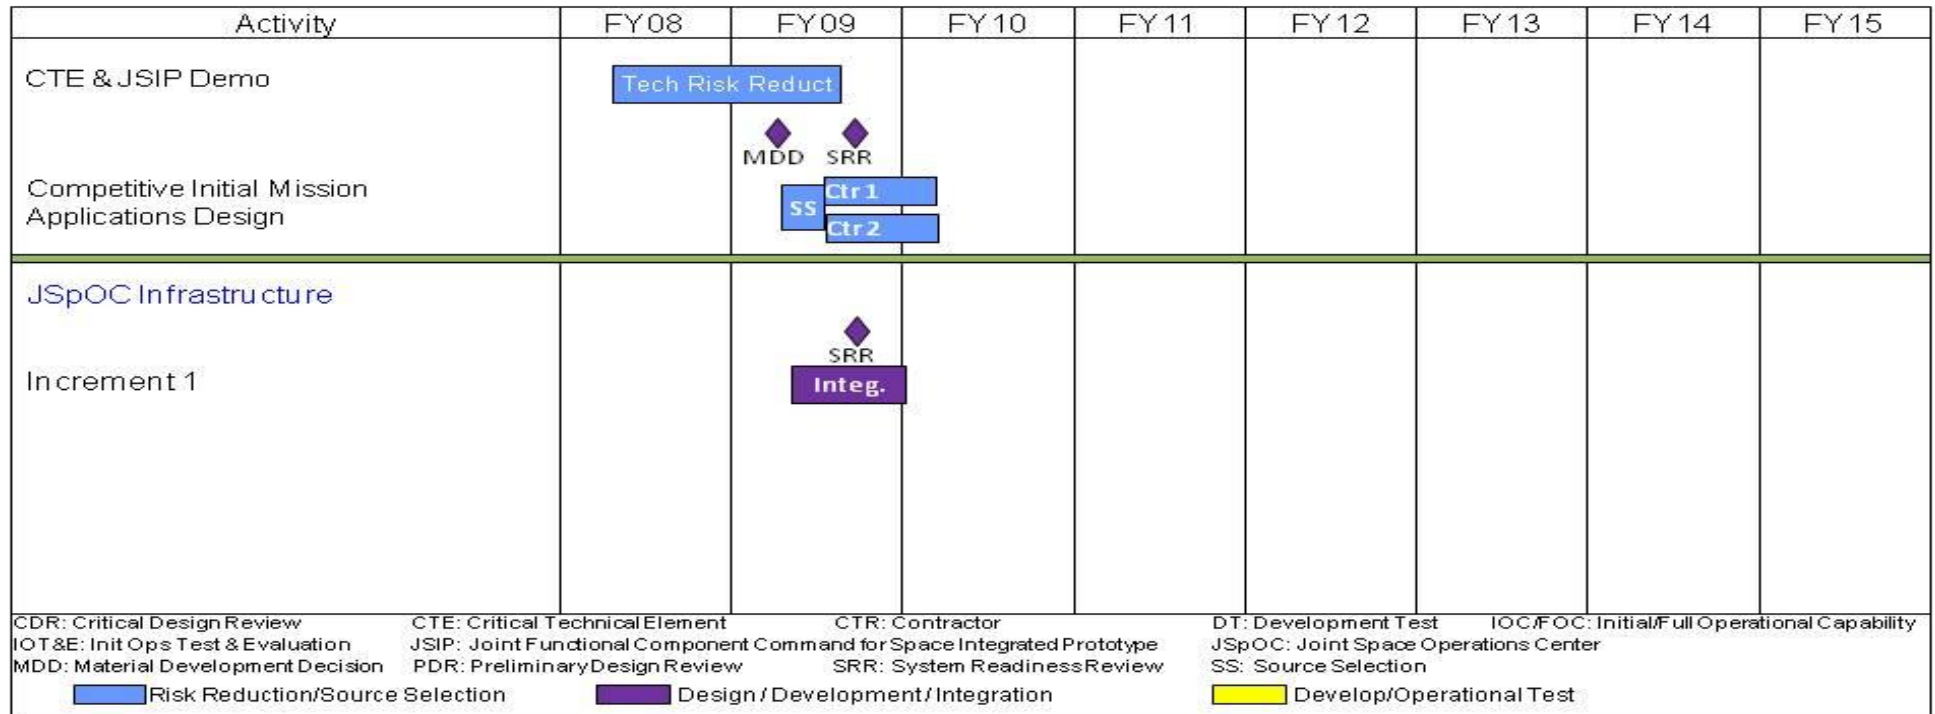 Activity FY08 FY09 FY10 FY11 FY12 FY13 FY14 FY15
CTE & JSIP Demo
Tech Risk Reduct
MDD SRR
Competitive Initial Mission
Applications Design
SS
Ctr 1
Ctr 2
JSpOC Infrastructure
SRR
Increment 1
Integ.
CDR: Critical Design Review CTE: Critical Technical Element CTR: Contractor DT: Development Test IOC/FOC: Initial/Full Operational Capability
IOT&E: Init Ops Test & Evaluation JSIP: Joint Functional Component Command for Space Integrated Prototype JSpOC: Joint Space Operations Center
MDD: Material Development Decision PDR: Preliminary Design Review SRR: System Readiness Review SS: Source Selection
Risk Reduction/Source Selection Design / Development / Integration Develop/Operational Test